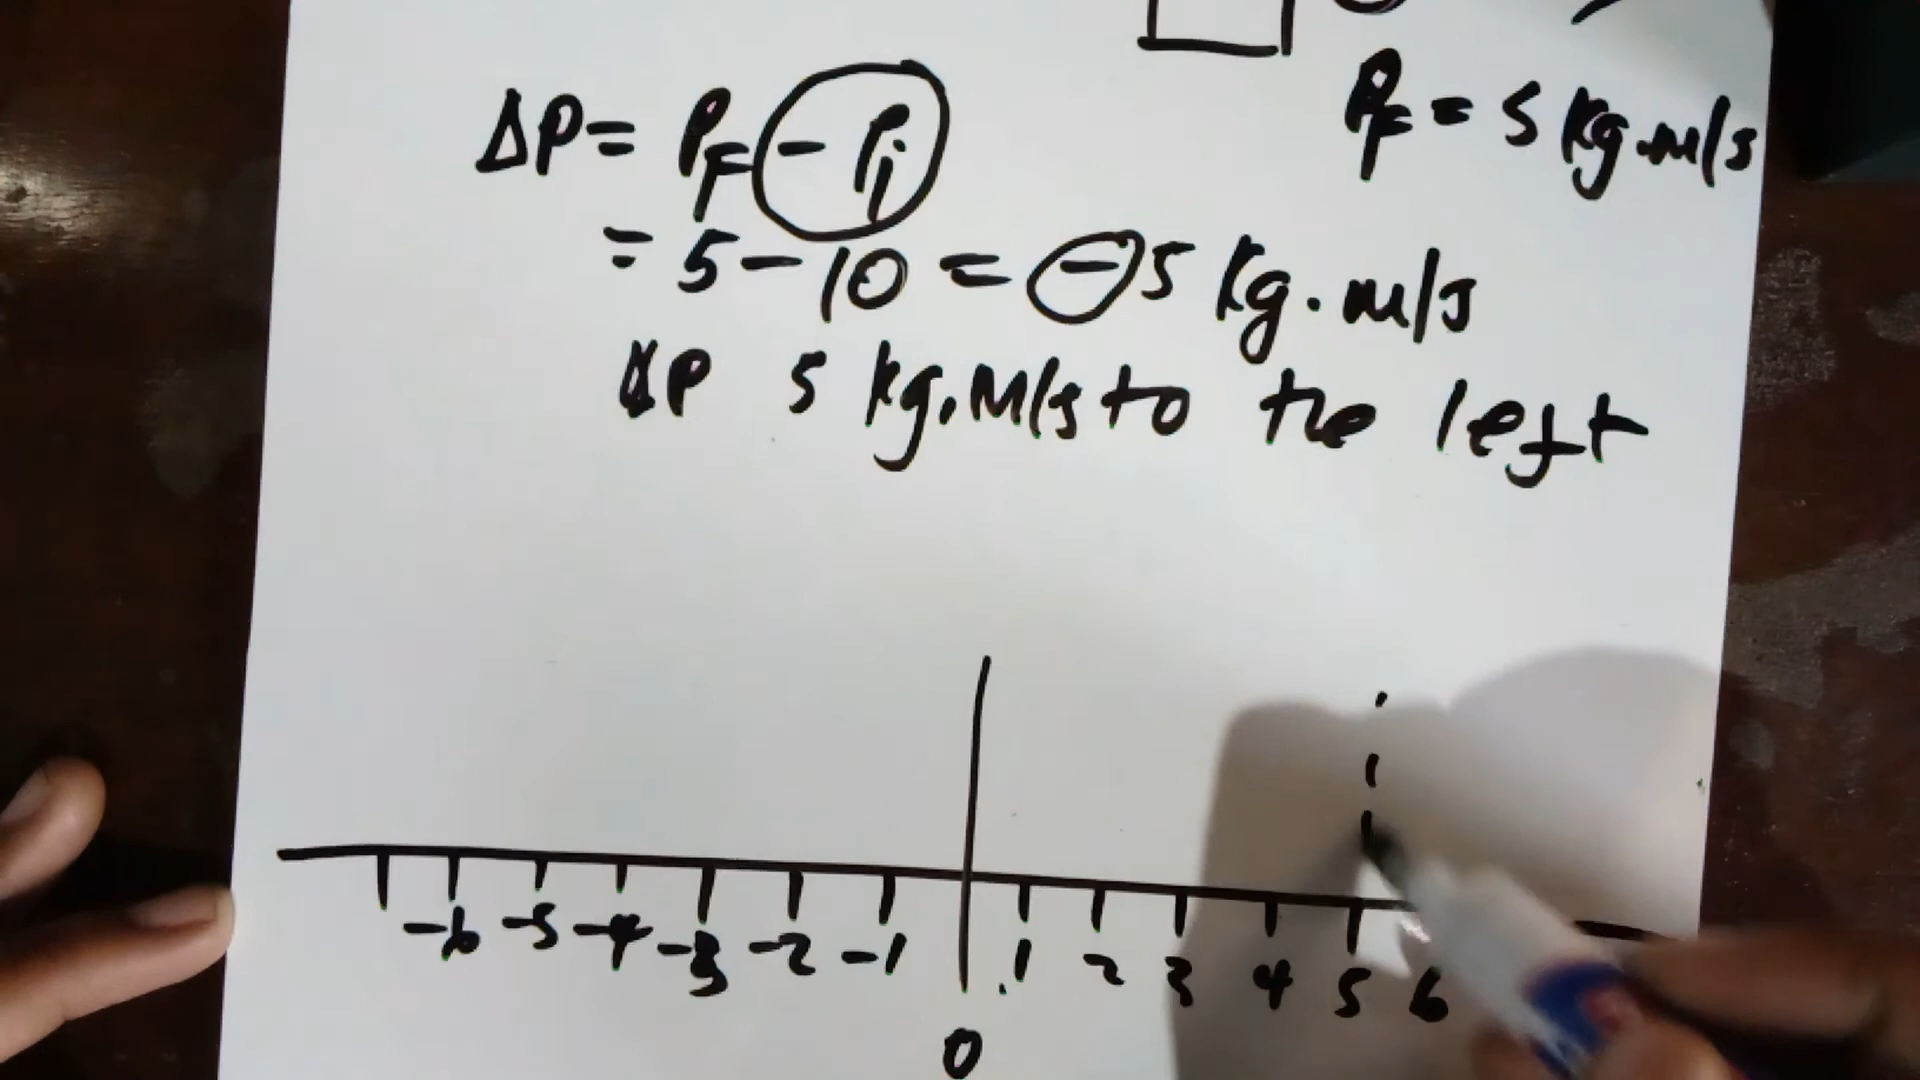 ΔP = Pf - Pi
Pf = 5 kg.m/s
= 5 - 10 = -5 kg.m/s
ΔP 5 kg.m/s to the left
-6 -5 -4 -3 -2 -1 1 2 3 4 5 6
0